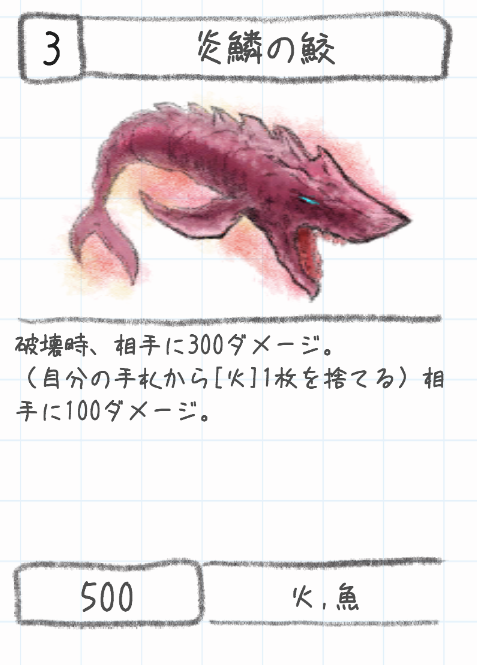 3
炎鱗の鮫
破壊時、相手に300ダメージ。
（自分の手札から[火]1枚を捨てる）相
手に100ダメージ。
500
火,魚